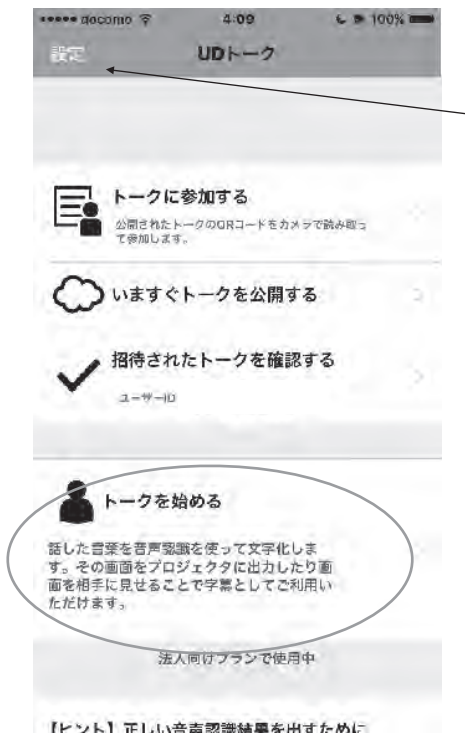 docomo 4:09 100%
設定 UDトーク
トークに参加する
公開されたトークのQRコードをカメラで読み取っ
て参加します。
いますぐトークを公開する
招待されたトークを確認する
ユーザーID
トークを始める
話した言葉を音声認識を使って文字化しま
す。その画面をプロジェクタに出力したり画
面を相手に見せることで字幕としてご利用い
ただけます。
法人向けプランで使用中
【ヒント】正しい音声認識結果を出すために